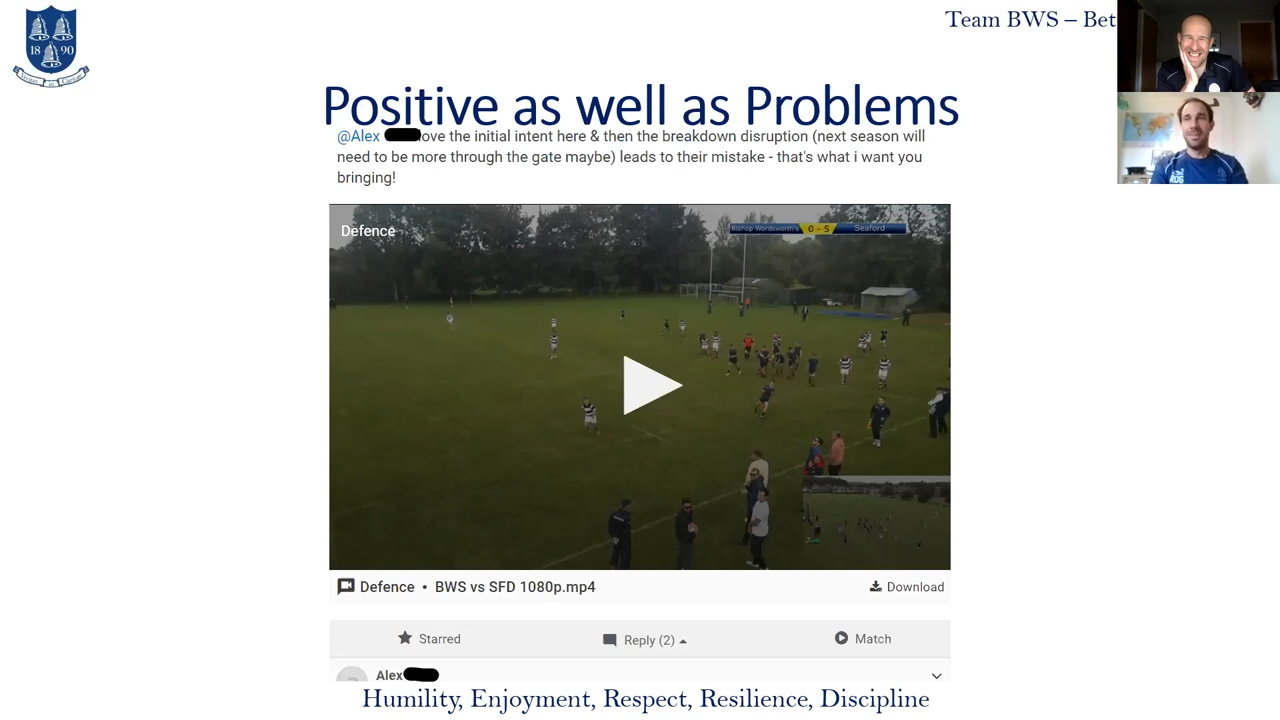 18 90
Team BWS – Bet
Positive as well as Problems
@Alex ove the initial intent here & then the breakdown disruption (next season will
need to be more through the gate maybe) leads to their mistake - that's what i want you
bringing!
Defence
Bishop Wordsworth's 0 - 5 Seaford
Defence • BWS vs SFD 1080p.mp4
Download
Starred
Reply (2)
Match
Alex
Humility, Enjoyment, Respect, Resilience, Discipline